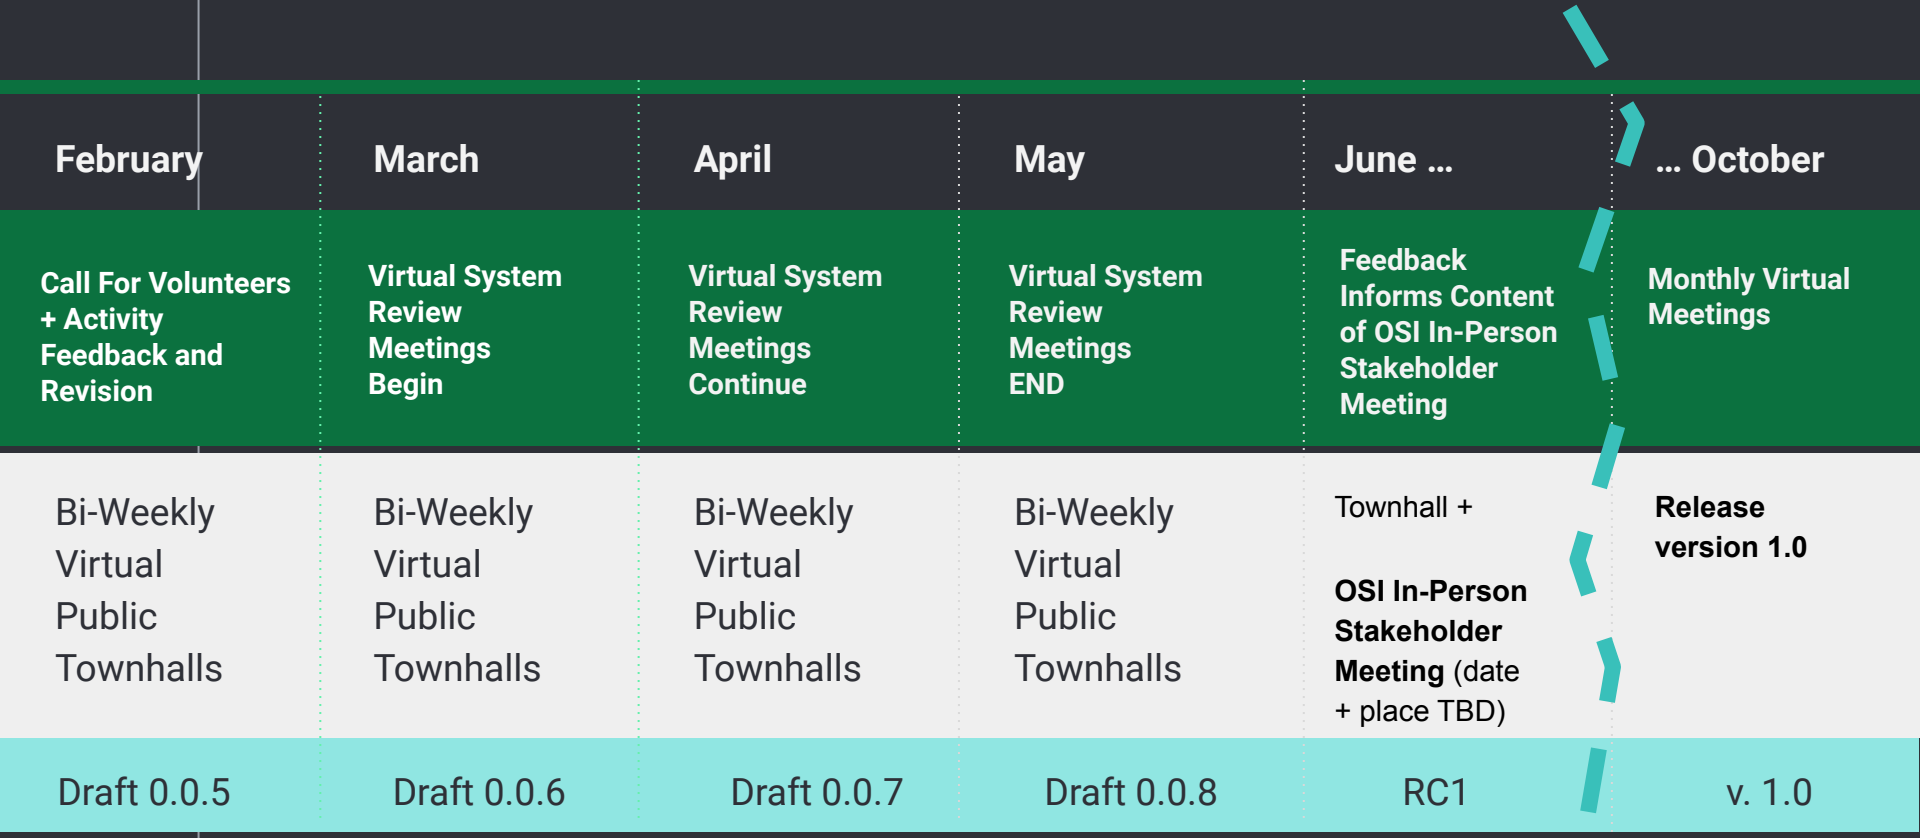 February
March
April
May
June ...
... October
Call For Volunteers
+ Activity
Feedback and
Revision
Virtual System
Review
Meetings
Begin
Virtual System
Review
Meetings
Continue
Virtual System
Review
Meetings
END
Feedback
Informs Content
of OSI In-Person
Stakeholder
Meeting
Monthly Virtual
Meetings
Bi-Weekly
Virtual
Public
Townhalls
Bi-Weekly
Virtual
Public
Townhalls
Bi-Weekly
Virtual
Public
Townhalls
Bi-Weekly
Virtual
Public
Townhalls
Townhall +
OSI In-Person
Stakeholder
Meeting (date
+ place TBD)
Release
version 1.0
Draft 0.0.5
Draft 0.0.6
Draft 0.0.7
Draft 0.0.8
RC1
v. 1.0